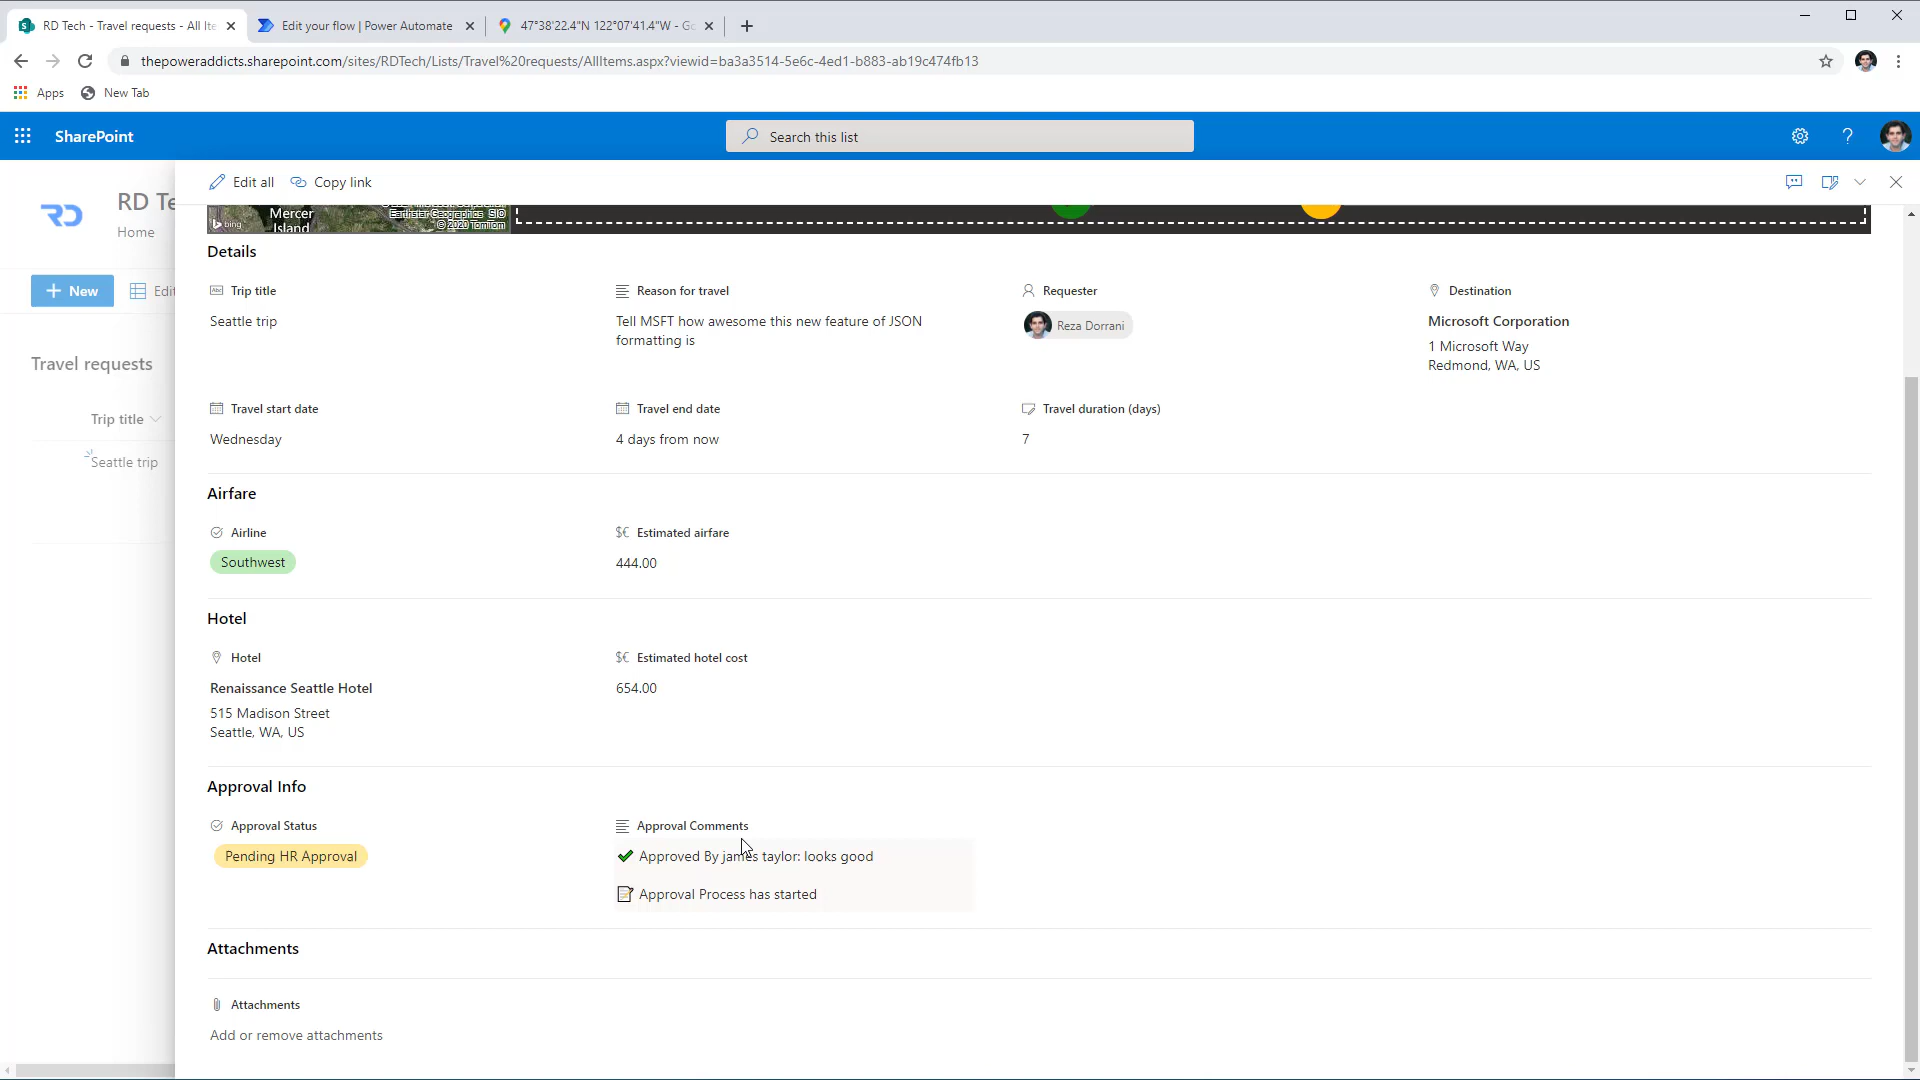 RD Tech - Travel requests - All Ite
Edit your flow | Power Automate
47°38'22.4"N 122°07'41.4"W - Go
thepoweraddicts.sharepoint.com/sites/RDTech/Lists/Travel%20requests/AllItems.aspx?viewid=ba3a3514-5e6c-4ed1-b883-ab19c474fb13
Apps
New Tab
SharePoint
Search this list
RD Te
Home
RD
Edit all
Copy link
Mercer
Island
bing
Earthstar Geographics SIO
© 2020 TomTom
New
Edit
Travel requests
Trip title
Seattle trip
Details
Trip title
Seattle trip
Reason for travel
Tell MSFT how awesome this new feature of JSON
formatting is
Requester
Reza Dorrani
Destination
Microsoft Corporation
1 Microsoft Way
Redmond, WA, US
Travel start date
Wednesday
Travel end date
4 days from now
Travel duration (days)
7
Airfare
Airline
Southwest
Estimated airfare
444.00
Hotel
Hotel
Renaissance Seattle Hotel
515 Madison Street
Seattle, WA, US
Estimated hotel cost
654.00
Approval Info
Approval Status
Pending HR Approval
Approval Comments
Approved By james taylor: looks good
Approval Process has started
Attachments
Attachments
Add or remove attachments